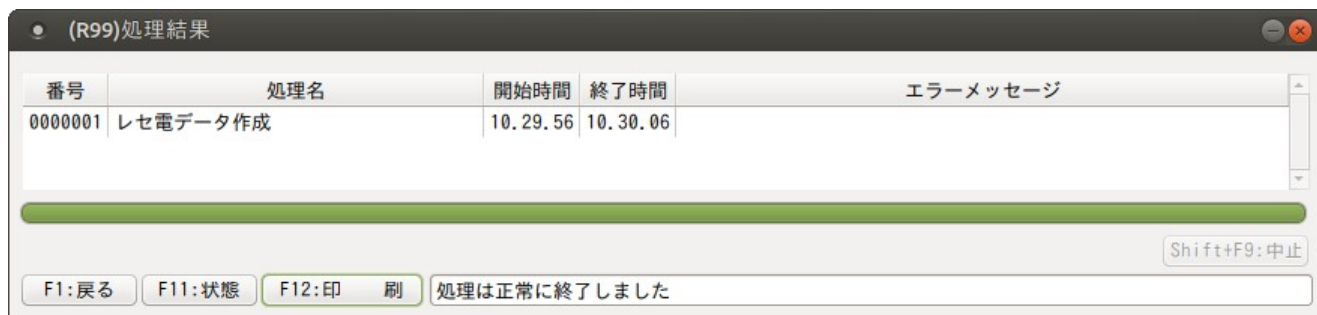 (R99)処理結果
番号 処理名 開始時間 終了時間 エラーメッセージ
0000001 レセ電データ作成 10.29.56 10.30.06
Shift+F9:中止
F1:戻る F11:状態 F12:印　　刷 処理は正常に終了しました